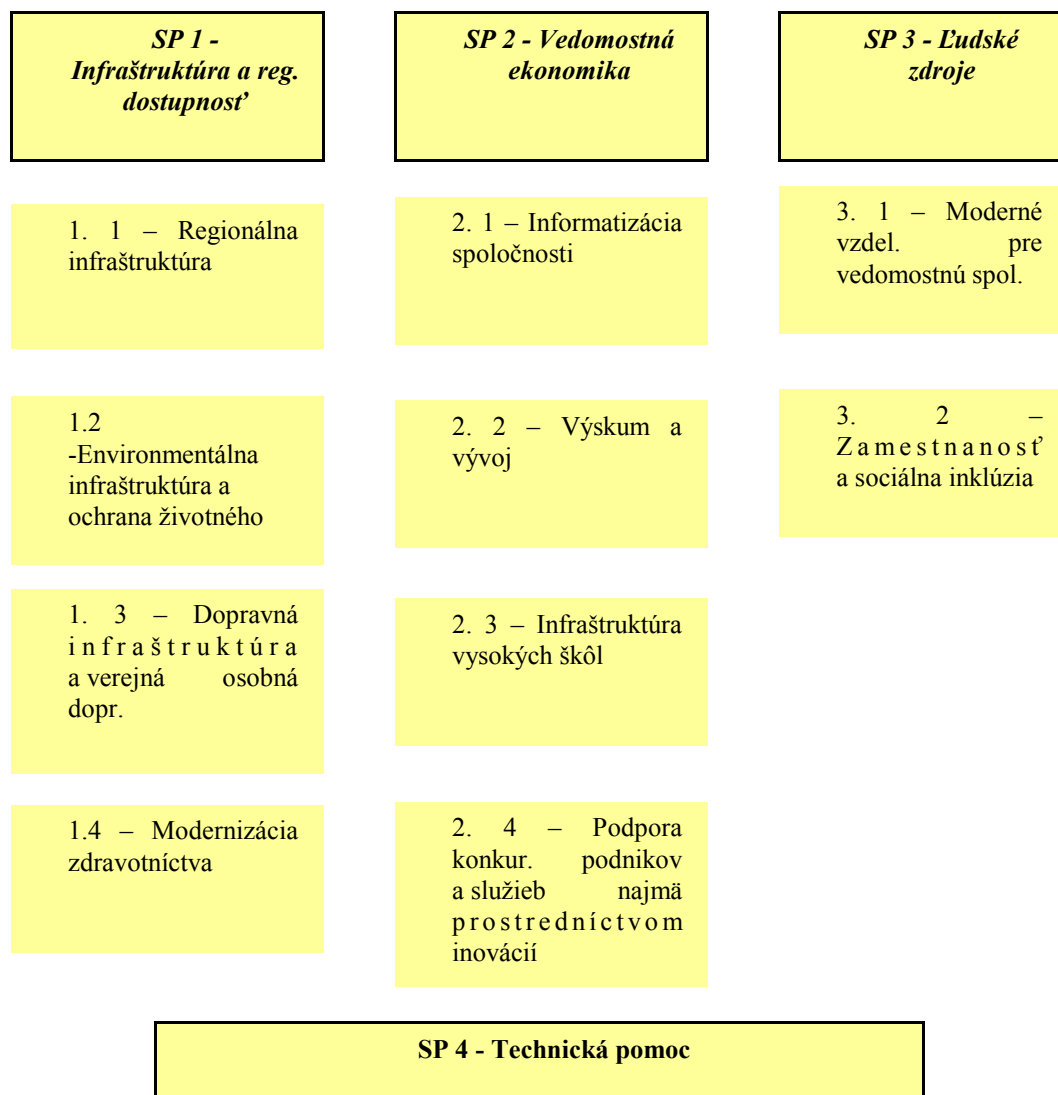 SP 1 -
Infraštruktúra a reg.
dostupnosť
1. 1 – Regionálna
infraštruktúra
1.2
-Environmentálna
infraštruktúra a
ochrana životného
1. 3 – Dopravná
infraštruktúra
a verejná osobná
dopr.
1.4 – Modernizácia
zdravotníctva
SP 2 - Vedomostná
ekonomika
2. 1 – Informatizácia
spoločnosti
2. 2 – Výskum a
vývoj
2. 3 – Infraštruktúra
vysokých škôl
2. 4 – Podpora
konkur. podnikov
a služieb najmä
prostredníctvom
inovácií
SP 3 - Ľudské
zdroje
3. 1 – Moderné
vzdel. pre
vedomostnú spol.
3. 2 –
Zamestnanosť
a sociálna inklúzia
SP 4 - Technická pomoc